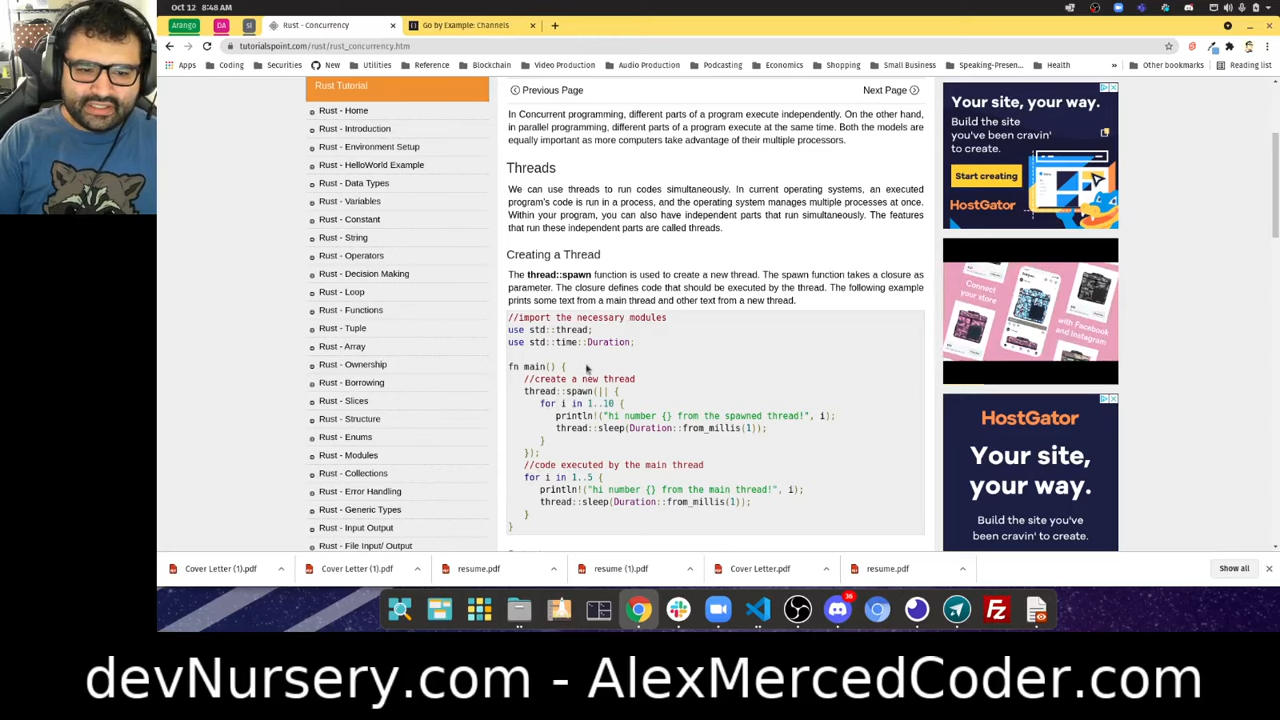 Oct 12 8:48 AM
Arango DA SI Rust - Concurrency Go by Example: Channels
tutorialspoint.com/rust/rust_concurrency.htm
Apps Coding Securities New Utilities Reference Blockchain Video Production Audio Production Podcasting Economics Shopping Small Business Speaking-Presen... Health » Other bookmarks Reading list
Rust Tutorial
Rust - Home
Rust - Introduction
Rust - Environment Setup
Rust - HelloWorld Example
Rust - Data Types
Rust - Variables
Rust - Constant
Rust - String
Rust - Operators
Rust - Decision Making
Rust - Loop
Rust - Functions
Rust - Tuple
Rust - Array
Rust - Ownership
Rust - Borrowing
Rust - Slices
Rust - Structure
Rust - Enums
Rust - Modules
Rust - Collections
Rust - Error Handling
Rust - Generic Types
Rust - Input Output
Rust - File Input/ Output
Previous Page Next Page
In Concurrent programming, different parts of a program execute independently. On the other hand,
in parallel programming, different parts of a program execute at the same time. Both the models are
equally important as more computers take advantage of their multiple processors.
Threads
We can use threads to run codes simultaneously. In current operating systems, an executed
program's code is run in a process, and the operating system manages multiple processes at once.
Within your program, you can also have independent parts that run simultaneously. The features
that run these independent parts are called threads.
Creating a Thread
The thread::spawn function is used to create a new thread. The spawn function takes a closure as
parameter. The closure defines code that should be executed by the thread. The following example
prints some text from a main thread and other text from a new thread.
//import the necessary modules
use std::thread;
use std::time::Duration;
fn main() {
//create a new thread
thread::spawn(|| {
for i in 1..10 {
println!("hi number {} from the spawned thread!", i);
thread::sleep(Duration::from_millis(1));
}
});
//code executed by the main thread
for i in 1..5 {
println!("hi number {} from the main thread!", i);
thread::sleep(Duration::from_millis(1));
}
}
Your site, your way.
Build the site
you've been cravin'
to create.
Start creating
HostGator
Connect
your store
with Facebook
and Instagram
HostGator
Your site,
your way.
Build the site you've
been cravin' to create.
Cover Letter (1).pdf Cover Letter (1).pdf resume.pdf resume (1).pdf Cover Letter.pdf resume.pdf Show all
36
devNursery.com - AlexMercedCoder.com